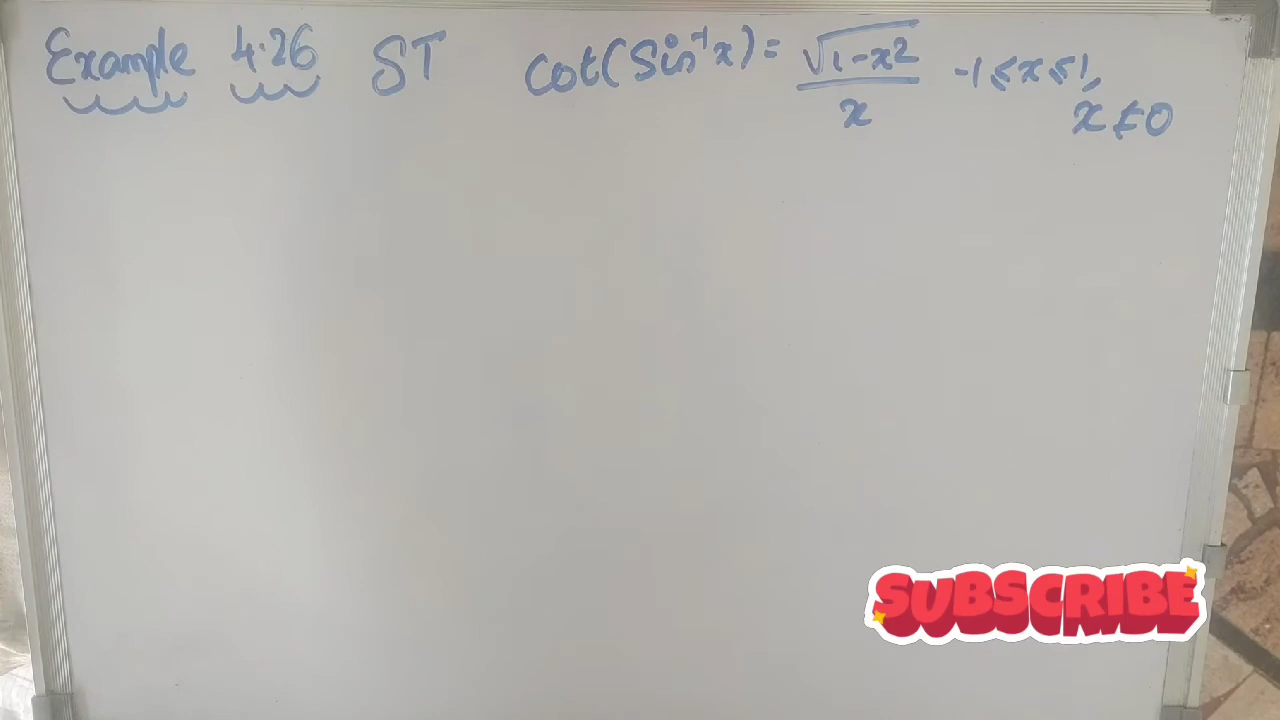 Example 4.26 ST cot(Sin⁻¹x) = √1-x2 / x -1 ≤ x ≤ 1,
x ≠ 0
SUBSCRIBE